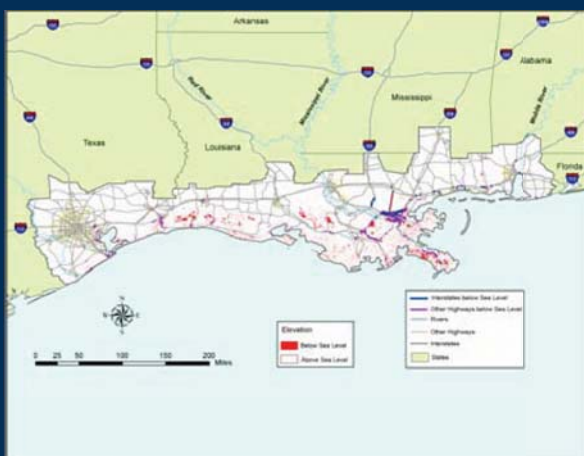 Arkansas
Alabama
Red River
Mississippi River
Mississippi
Mobile River
Texas
Louisiana
Florida
N
W
E
S
Elevation
Below Sea Level
Above Sea Level
Interstates below Sea Level
Other Highways below Sea Level
Rivers
Other Highways
Interstates
States
0 25 50 100 150 200
Miles